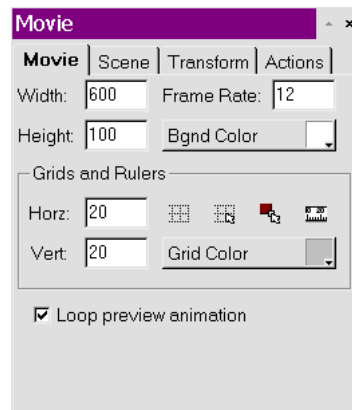 Movie
Movie Scene Transform Actions
Width: 600 Frame Rate: 12
Height: 100 Bgnd Color
Grids and Rulers
Horz: 20
Vert: 20 Grid Color
Loop preview animation